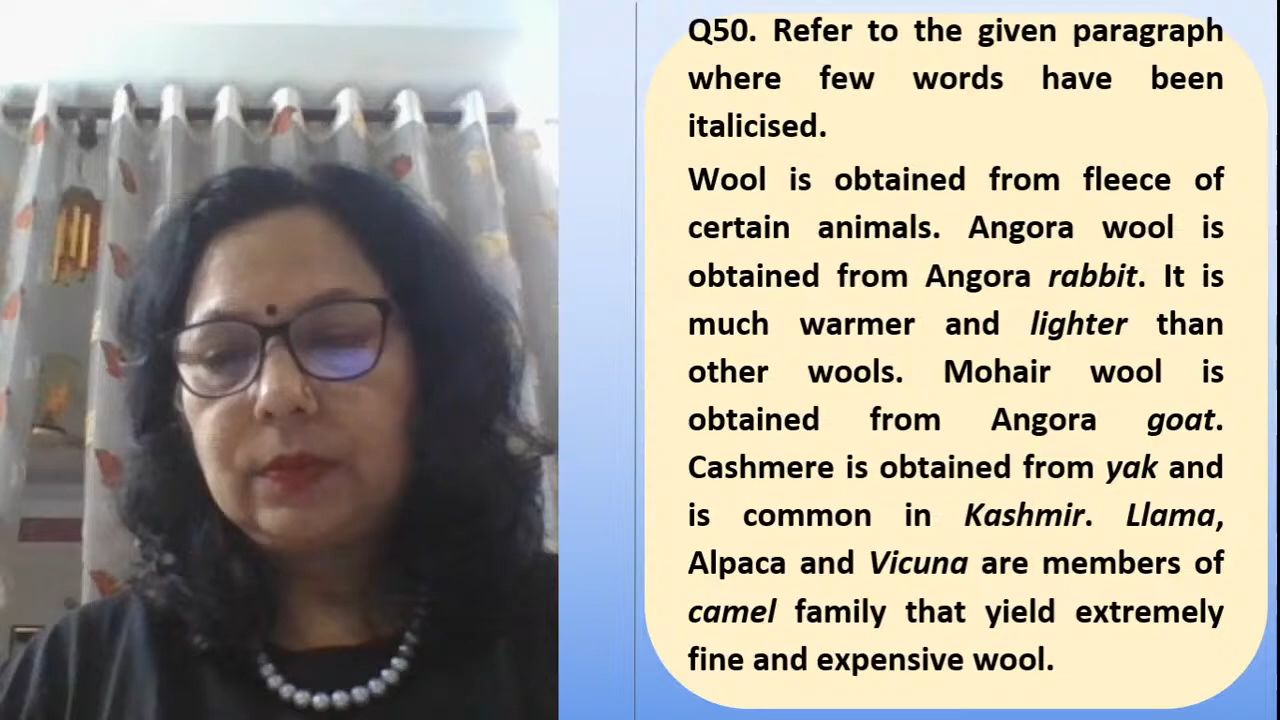 Q50. Refer to the given paragraph
where few words have been
italicised.
Wool is obtained from fleece of
certain animals. Angora wool is
obtained from Angora rabbit. It is
much warmer and lighter than
other wools. Mohair wool is
obtained from Angora goat.
Cashmere is obtained from yak and
is common in Kashmir. Llama,
Alpaca and Vicuna are members of
camel family that yield extremely
fine and expensive wool.